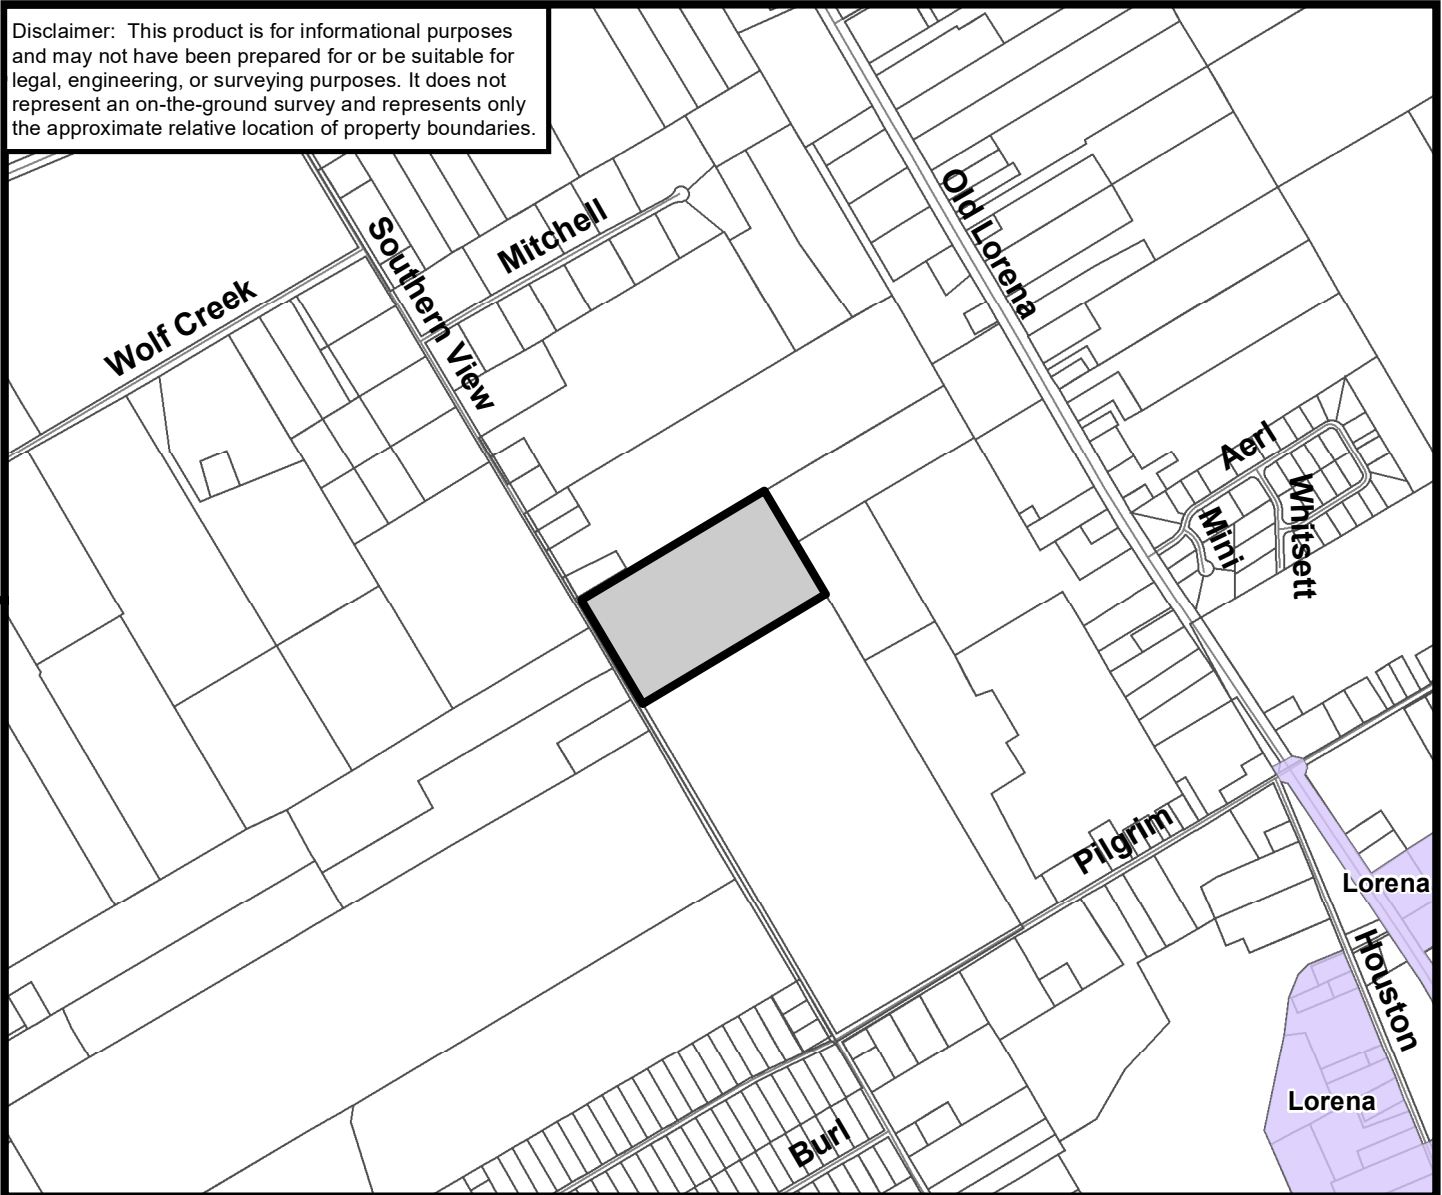 Disclaimer:  This product is for informational purposes
and may not have been prepared for or be suitable for
legal, engineering, or surveying purposes. It does not
represent an on-the-ground survey and represents only
the approximate relative location of property boundaries.
Old Lorena
Mitchell
Southern View
Wolf Creek
Aerl
Whitsett
Mini
Pilgrim
Lorena
Houston
Lorena
Burl